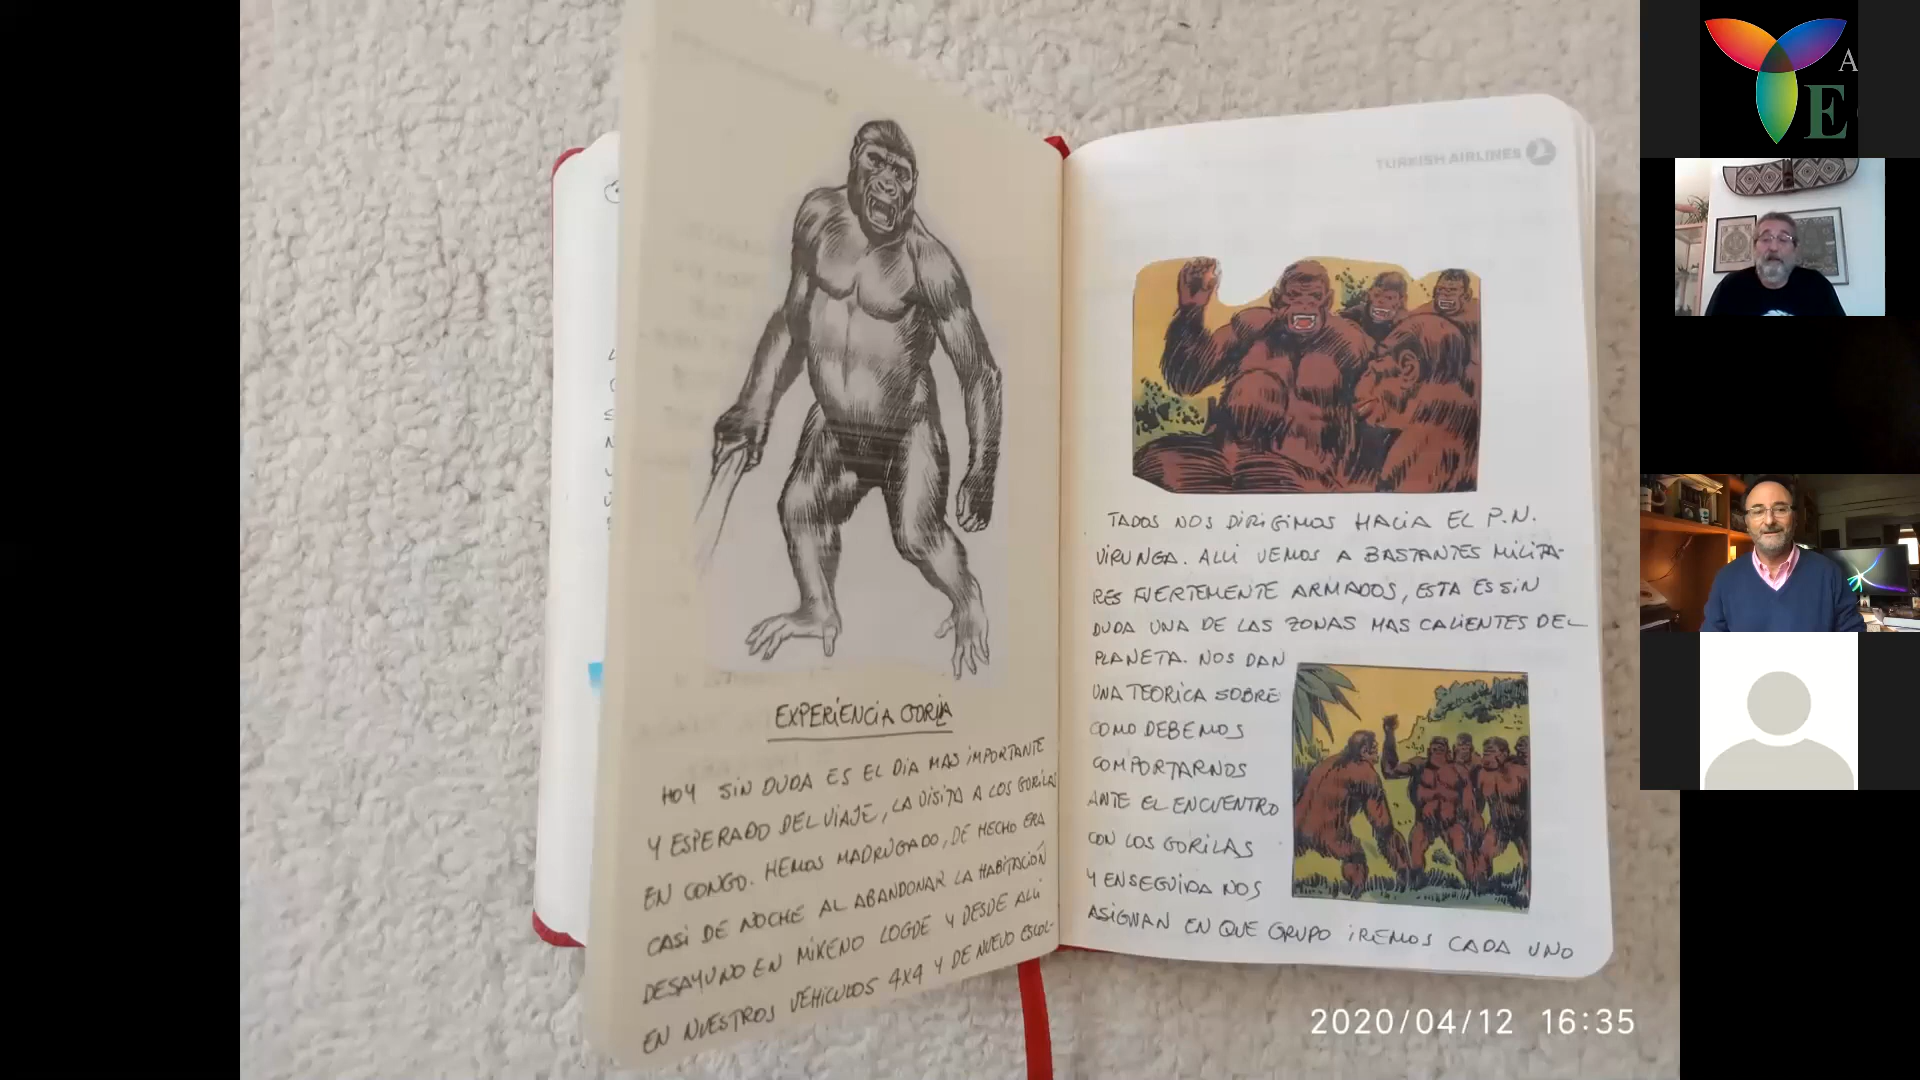 EXPERIENCIA GORILA
HOY SIN DUDA ES EL DIA MAS IMPORTANTE
Y ESPERADO DEL VIAJE, LA VISITA A LOS GORILAS
EN CONGO. HEMOS MADRUGADO, DE HECHO ERA
CASI DE NOCHE AL ABANDONAR LA HABITACIÓN
DESAYUNO EN MIKENO LOGDE Y DESDE ALLI
EN NUESTROS VEHICULOS 4X4 Y DE NUEVO ESCOL-
TURKISH AIRLINES
TADOS NOS DIRIGIMOS HACIA EL P.N.
VIRUNGA. ALLI VEMOS A BASTANTES MILITA-
RES FUERTEMENTE ARMADOS, ESTA ES SIN
DUDA UNA DE LAS ZONAS MAS CALIENTES DEL
PLANETA. NOS DAN
UNA TEORICA SOBRE
COMO DEBEMOS
COMPORTARNOS
ANTE EL ENCUENTRO
CON LOS GORILAS
Y ENSEGUIDA NOS
ASIGNAN EN QUE GRUPO IREMOS CADA UNO
2020/04/12 16:35
A
E